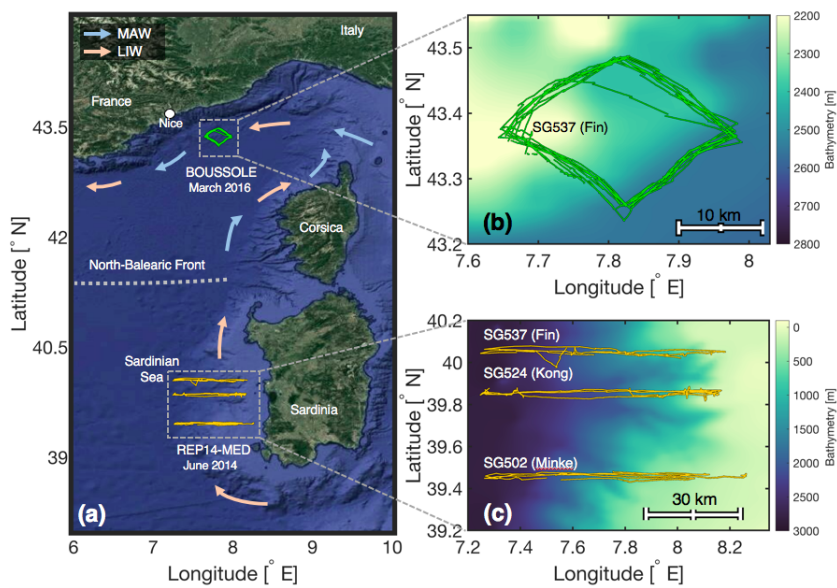 MAW
LIW
Italy
France
Nice
BOUSSOLE
March 2016
Corsica
North-Balearic Front
Sardinian
Sea
Sardinia
REP14-MED
June 2014
(a)
43.5
42
40.5
39
Latitude [° N]
6 7 8 9 10
Longitude [° E]
SG537 (Fin)
(b)
10 km
43.5
43.4
43.3
43.2
Latitude [° N]
7.6 7.7 7.8 7.9 8
Longitude [° E]
2200
2300
2400
2500
2600
2700
2800
Bathymetry [m]
SG537 (Fin)
SG524 (Kong)
SG502 (Minke)
(c)
30 km
40.2
40.0
39.8
39.6
39.4
39.2
Latitude [° N]
7.2 7.4 7.6 7.8 8 8.2
Longitude [° E]
0
500
1000
1500
2000
2500
3000
Bathymetry [m]